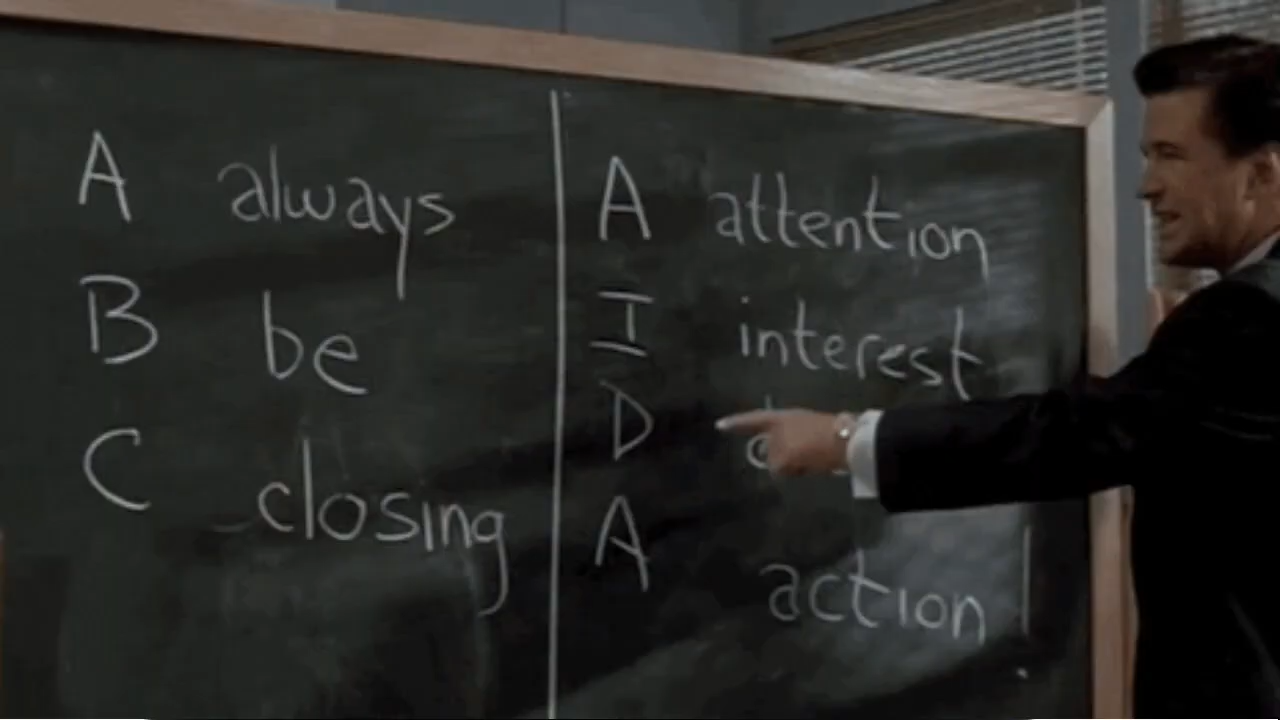 A always
B be
C closing
A attention
I interest
D
A action!